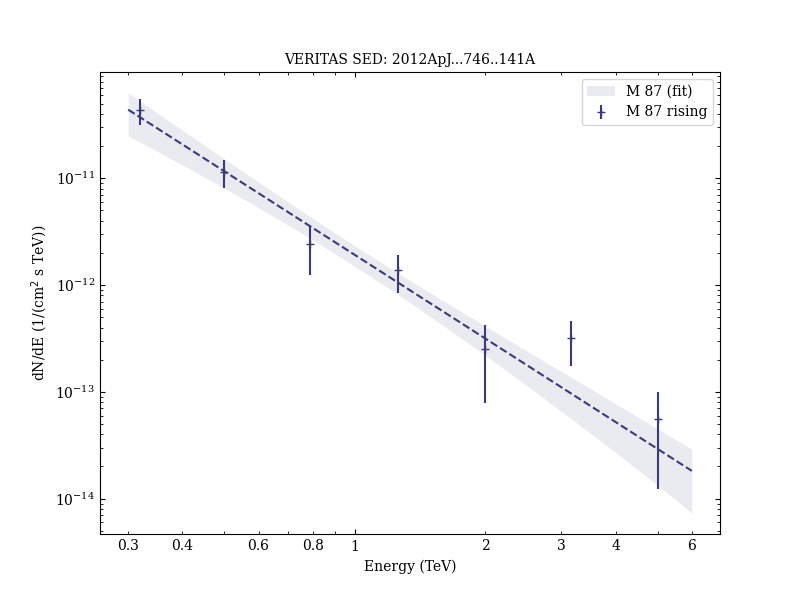 VERITAS SED: 2012ApJ...746..141A
M 87 (fit)
M 87 rising
dN/dE (1/(cm² s TeV))
10⁻¹¹
10⁻¹²
10⁻¹³
10⁻¹⁴
0.3 0.4 0.6 0.8 1 2 3 4 6
Energy (TeV)